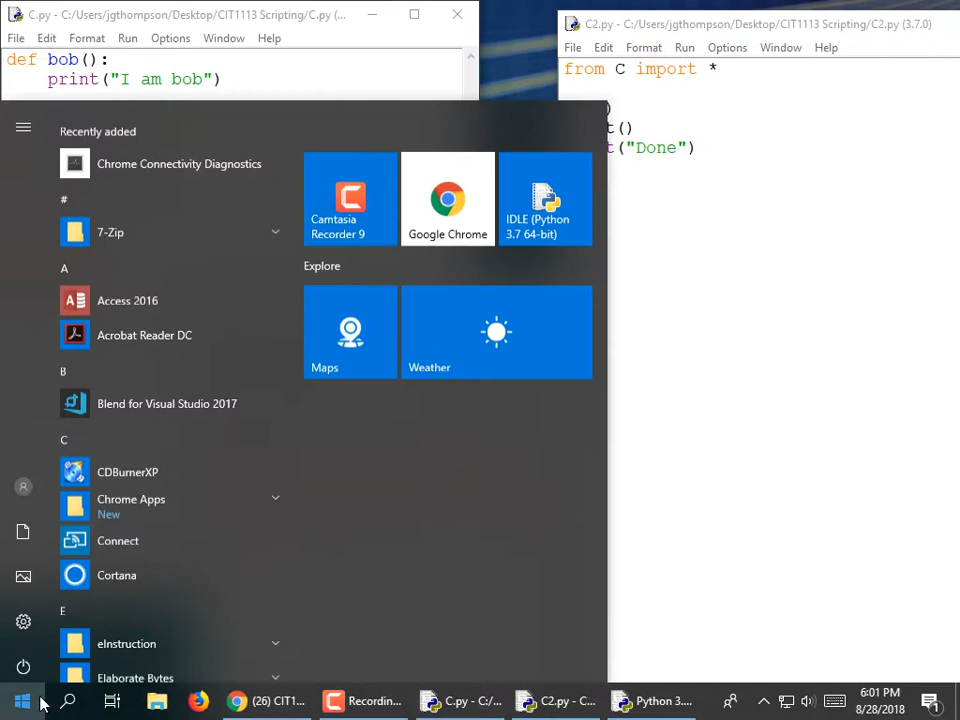 C.py - C:/Users/jgthompson/Desktop/CIT1113 Scripting/C.py (...
File Edit Format Run Options Window Help
def bob():
print("I am bob")
C2.py - C:/Users/jgthompson/Desktop/CIT1113 Scripting/C2.py (3.7.0)
File Edit Format Run Options Window Help
from C import *
)
t()
t("Done")
Recently added
Chrome Connectivity Diagnostics
#
7-Zip
A
Access 2016
Acrobat Reader DC
B
Blend for Visual Studio 2017
C
CDBurnerXP
Chrome Apps
New
Connect
Cortana
E
eInstruction
Elaborate Bytes
Camtasia
Recorder 9
Google Chrome
IDLE (Python
3.7 64-bit)
Explore
Maps
Weather
(26) CIT1...
Recording...
C.py - C:/...
C2.py - C...
Python 3....
6:01 PM
8/28/2018
1